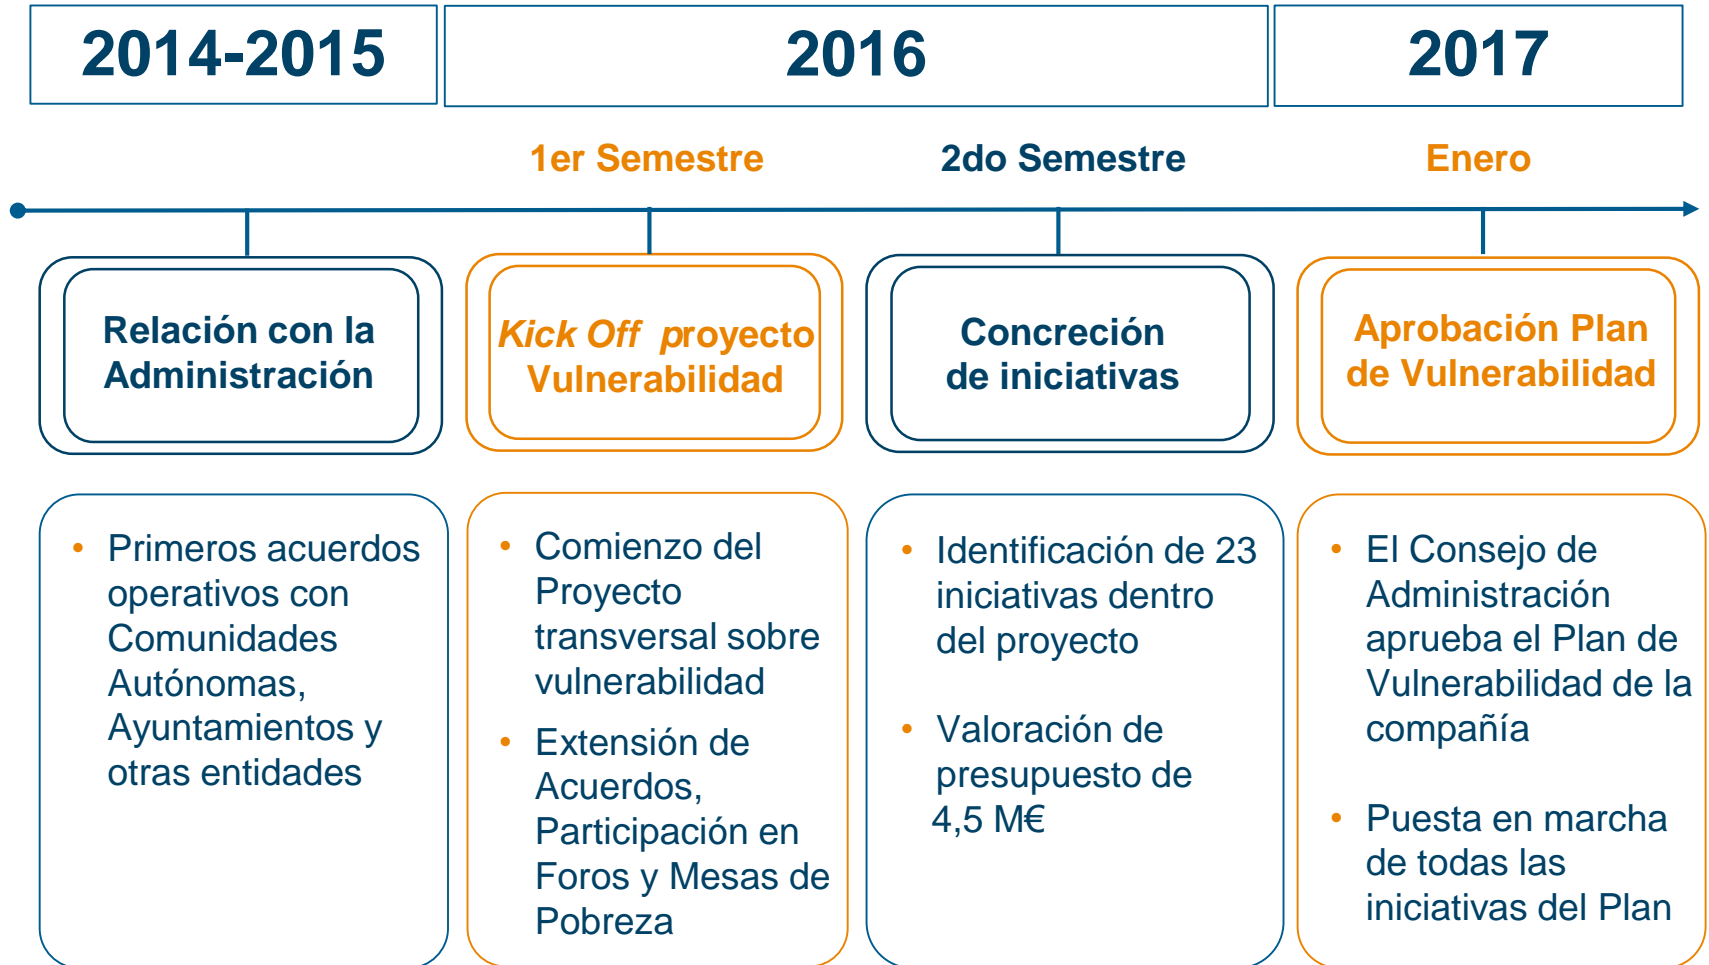 2014-2015
2016
2017
1er Semestre
2do Semestre
Enero
Relación con la
Administración
Kick Off proyecto
Vulnerabilidad
Concreción
de iniciativas
Aprobación Plan
de Vulnerabilidad
• Primeros acuerdos
operativos con
Comunidades
Autónomas,
Ayuntamientos y
otras entidades
• Comienzo del
Proyecto
transversal sobre
vulnerabilidad
• Extensión de
Acuerdos,
Participación en
Foros y Mesas de
Pobreza
• Identificación de 23
iniciativas dentro
del proyecto
• Valoración de
presupuesto de
4,5 M€
• El Consejo de
Administración
aprueba el Plan de
Vulnerabilidad de la
compañía
• Puesta en marcha
de todas las
iniciativas del Plan